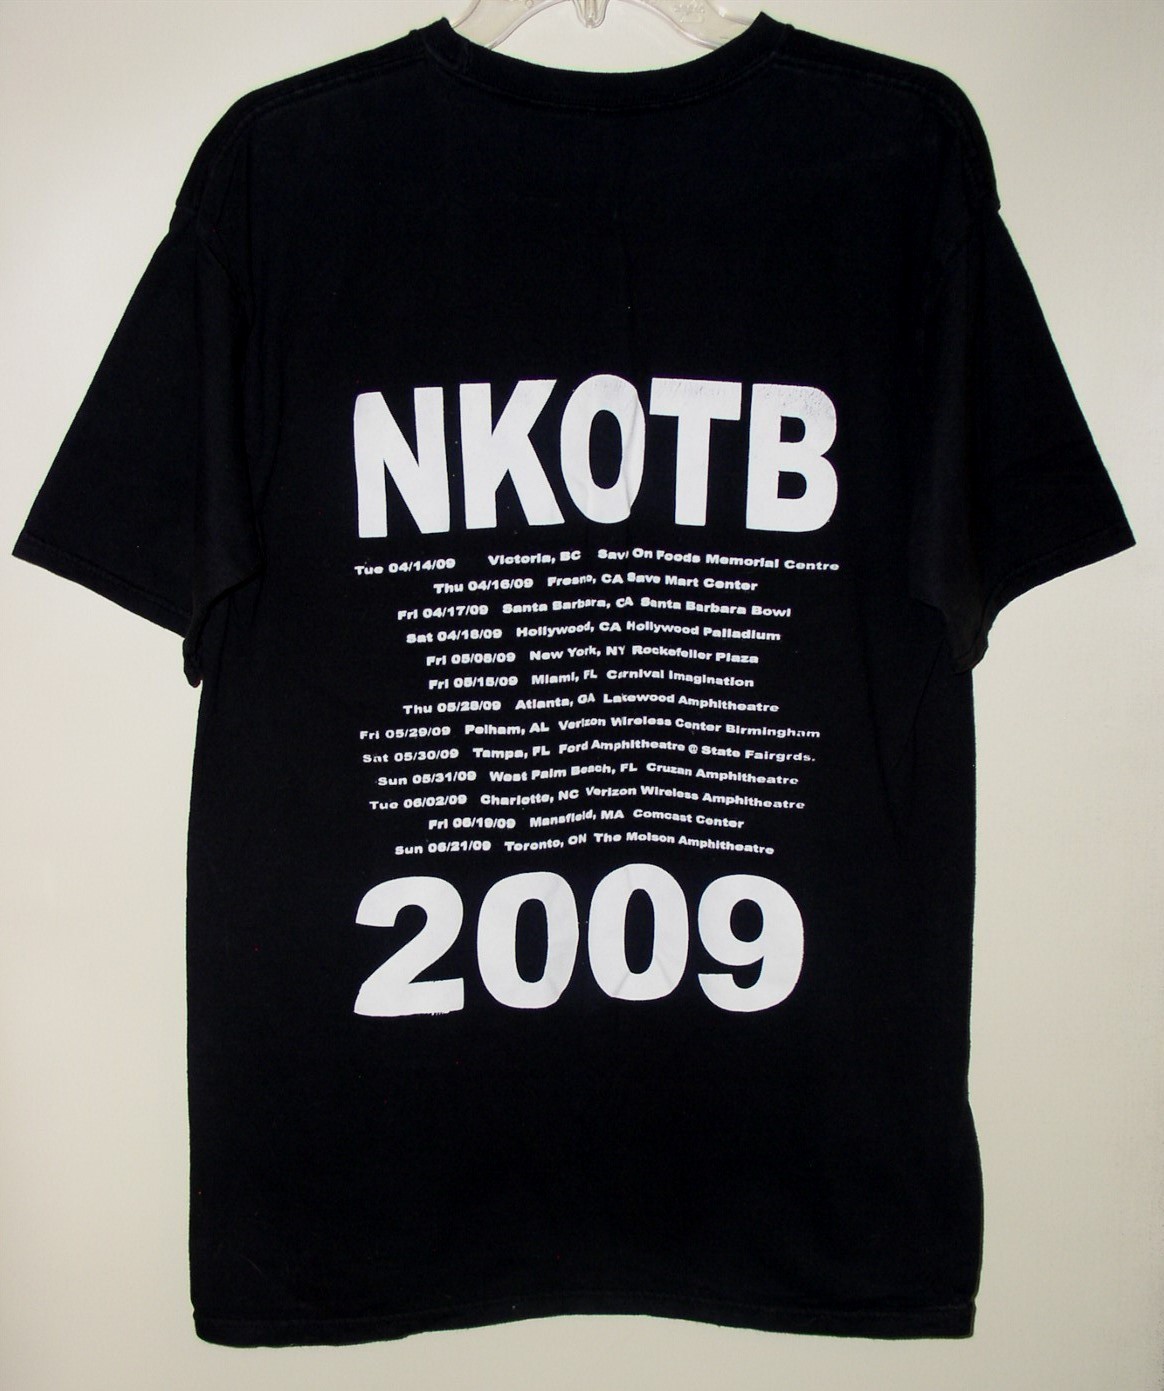 NKOTB
Tue 04/14/09 Victoria, BC Save On Foods Memorial Centre
Thu 04/16/09 Fresno, CA Save Mart Center
Fri 04/17/09 Santa Barbara, CA Santa Barbara Bowl
Sat 04/18/09 Hollywood, CA Hollywood Palladium
Fri 05/08/09 New York, NY Rockefeller Plaza
Fri 05/15/09 Miami, FL Carnival Imagination
Thu 05/28/09 Atlanta, GA Lakewood Amphitheatre
Fri 05/29/09 Pelham, AL Verizon Wireless Center Birmingham
Sat 05/30/09 Tampa, FL Ford Amphitheatre @ State Fairgrds.
Sun 05/31/09 West Palm Beach, FL Cruzan Amphitheatre
Tue 06/02/09 Charlotte, NC Verizon Wireless Amphitheatre
Fri 06/19/09 Mansfield, MA Comcast Center
Sun 06/21/09 Toronto, ON The Molson Amphitheatre
2009